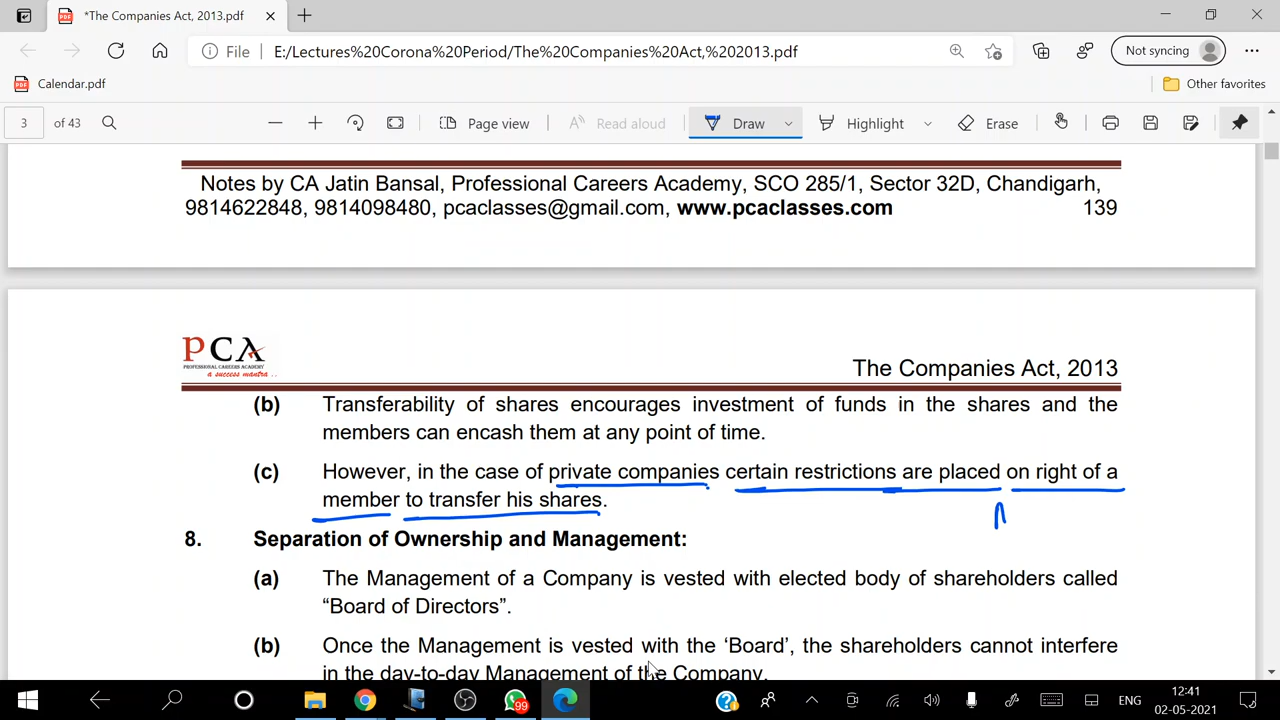 *The Companies Act, 2013.pdf
Not syncing
File E:/Lectures%20Corona%20Period/The%20Companies%20Act,%202013.pdf
Calendar.pdf
Other favorites
3 of 43
Page view
Read aloud
Draw
Highlight
Erase
Notes by CA Jatin Bansal, Professional Careers Academy, SCO 285/1, Sector 32D, Chandigarh,
9814622848, 9814098480, pcaclasses@gmail.com, www.pcaclasses.com 139
PCA
PROFESSIONAL CAREERS ACADEMY
a success mantra ..
The Companies Act, 2013
(b) Transferability of shares encourages investment of funds in the shares and the
members can encash them at any point of time.
(c) However, in the case of private companies certain restrictions are placed on right of a
member to transfer his shares.
8. Separation of Ownership and Management:
(a) The Management of a Company is vested with elected body of shareholders called
“Board of Directors”.
(b) Once the Management is vested with the ‘Board’, the shareholders cannot interfere
in the day-to-day Management of the Company.
99
ENG
12:41
02-05-2021